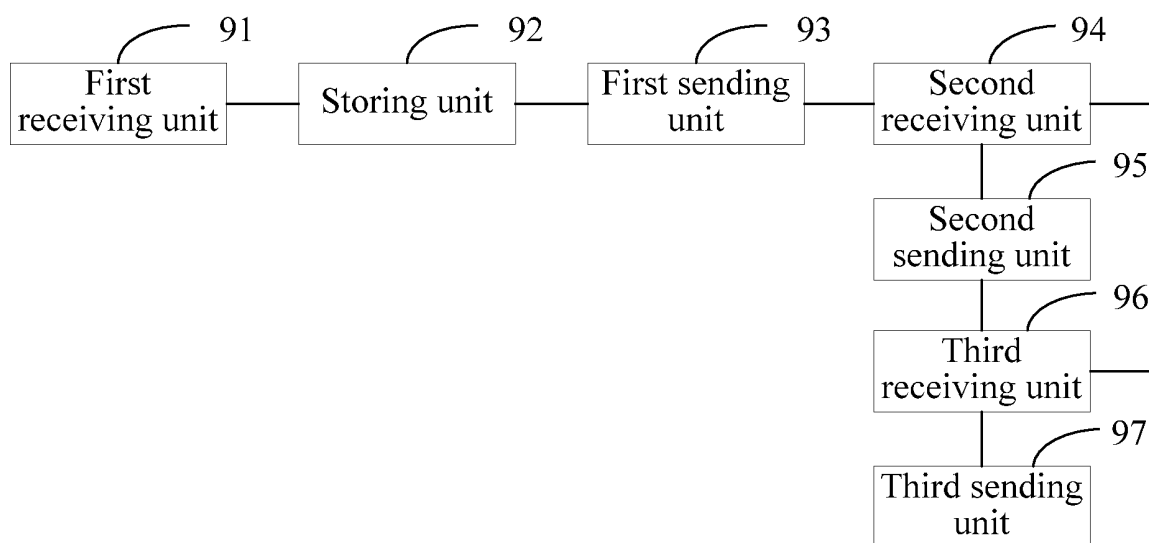 91
92
93
94
First
receiving unit
Storing unit
First sending
unit
Second
receiving unit
95
Second
sending unit
96
Third
receiving unit
97
Third sending
unit